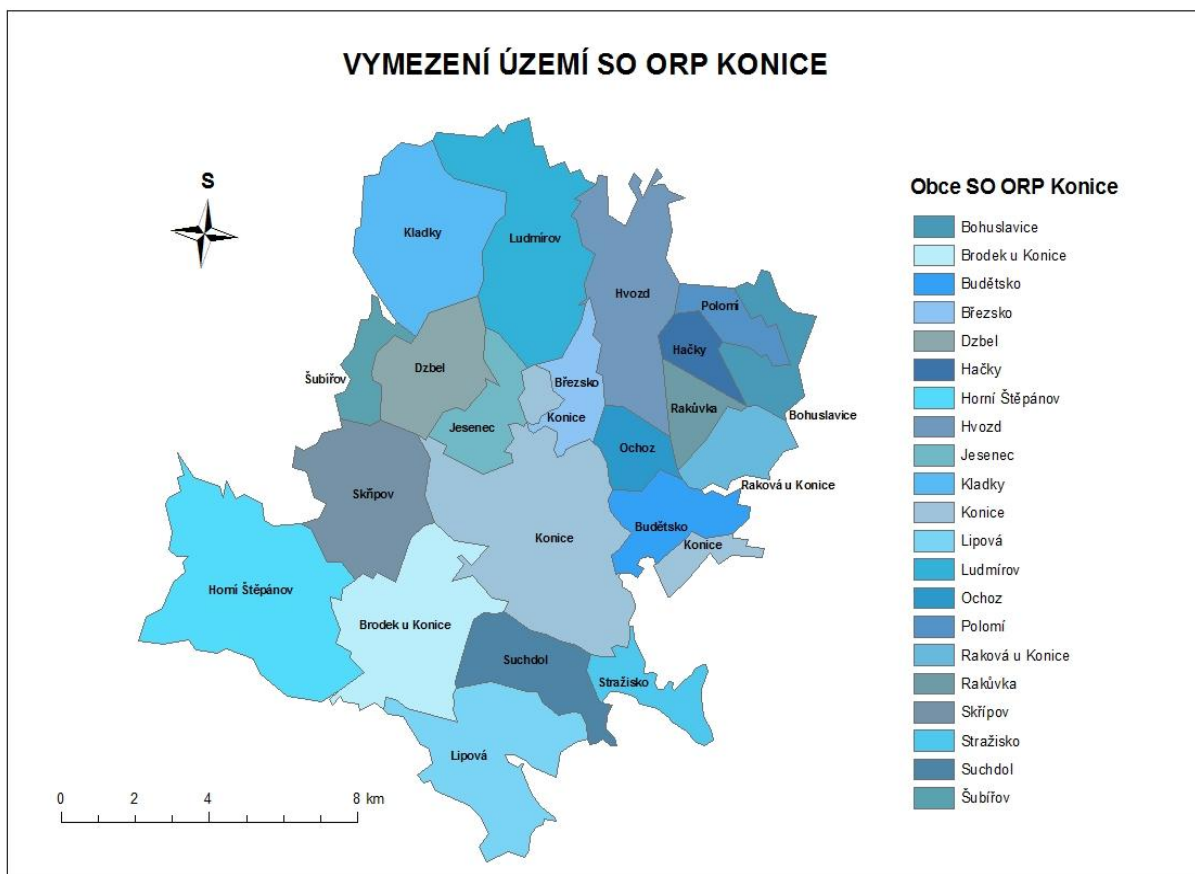 VYMEZENÍ ÚZEMÍ SO ORP KONICE
S
Kladky
Ludmírov
Hvozd
Polomí
Hačky
Dzbel
Březsko
Šubířov
Rakůvka
Bohuslavice
Konice
Jesenec
Ochoz
Skřípov
Raková u Konice
Budětsko
Konice
Konice
Horní Štěpánov
Brodek u Konice
Suchdol
Stražisko
Lipová
0 2 4 8 km
Obce SO ORP Konice
Bohuslavice
Brodek u Konice
Budětsko
Březsko
Dzbel
Hačky
Horní Štěpánov
Hvozd
Jesenec
Kladky
Konice
Lipová
Ludmírov
Ochoz
Polomí
Raková u Konice
Rakůvka
Skřípov
Stražisko
Suchdol
Šubířov